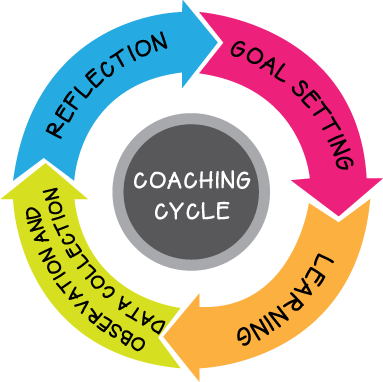 COACHING
CYCLE
REFLECTION
GOAL SETTING
LEARNING
OBSERVATION AND
DATA COLLECTION